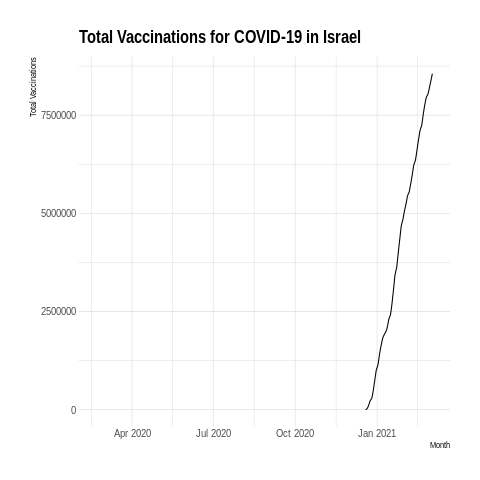 Total Vaccinations for COVID-19 in Israel
Total Vaccinations
7500000
5000000
2500000
0
Apr 2020 Jul 2020 Oct 2020 Jan 2021
Month